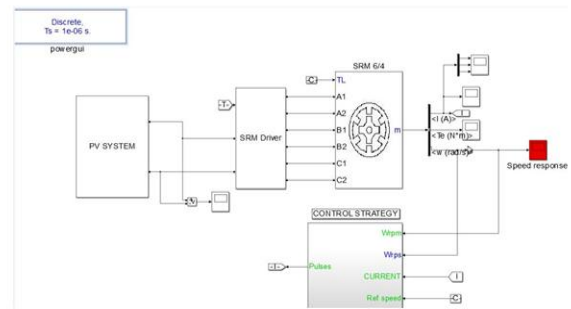 Discrete,
Ts = 1e-06 s.
powergui
SRM 6/4
TL
A1
A2
B1
B2
C1
C2
m
PV SYSTEM
SRM Driver
<I (A)>
<Te (N*m)>
<w (rad/s)>
Speed response
CONTROL STRATEGY
Wrpm
Wrps
Pulses
CURRENT
I
Ref speed
C